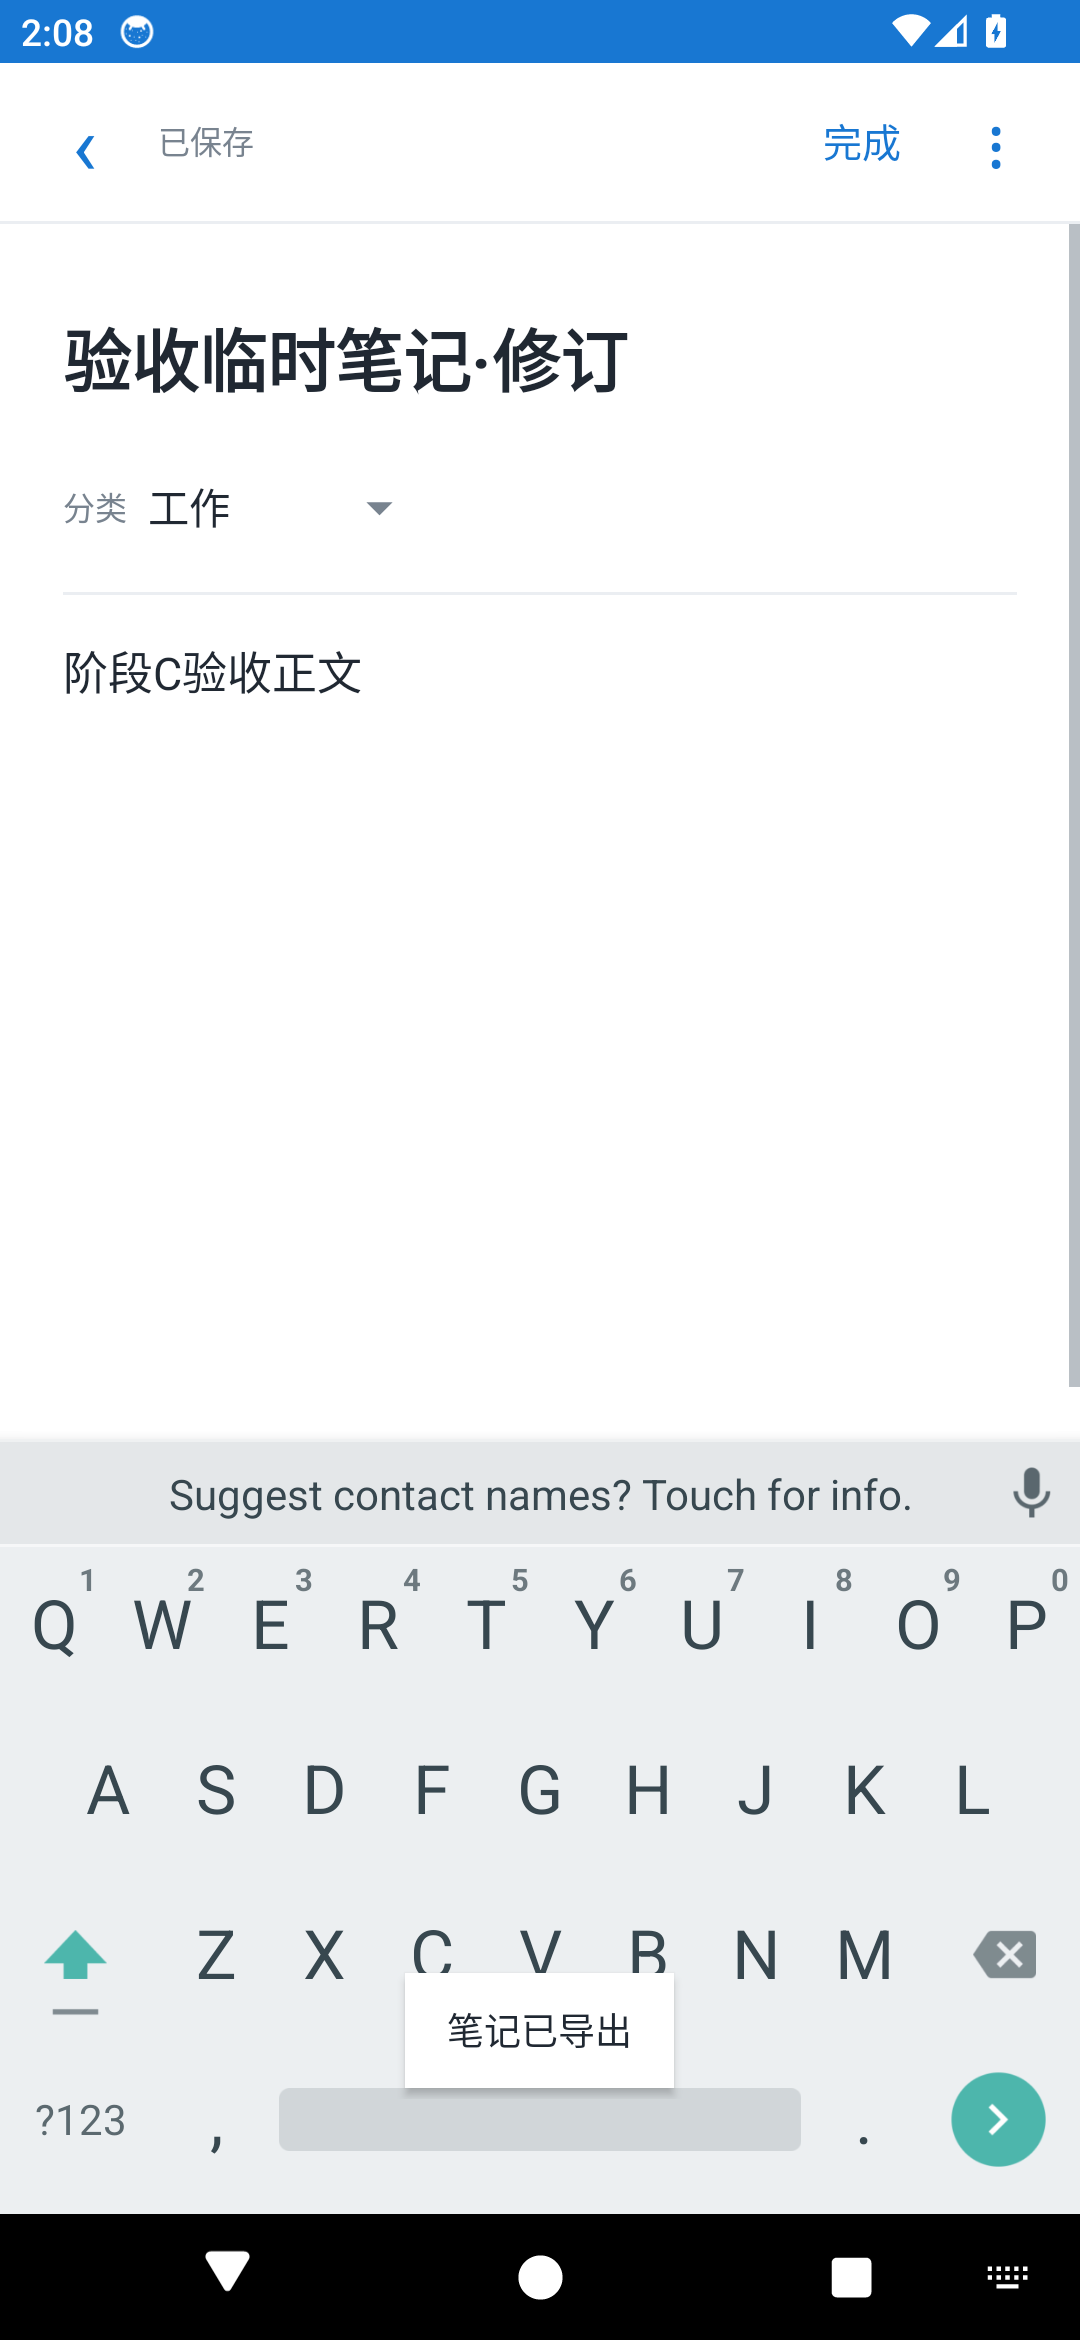 2:08
已保存
完成
验收临时笔记·修订
分类 工作
阶段C验收正文
Suggest contact names? Touch for info.
1 2 3 4 5 6 7 8 9 0
Q W E R T Y U I O P
A S D F G H J K L
Z X C V B N M
笔记已导出
?123 , .